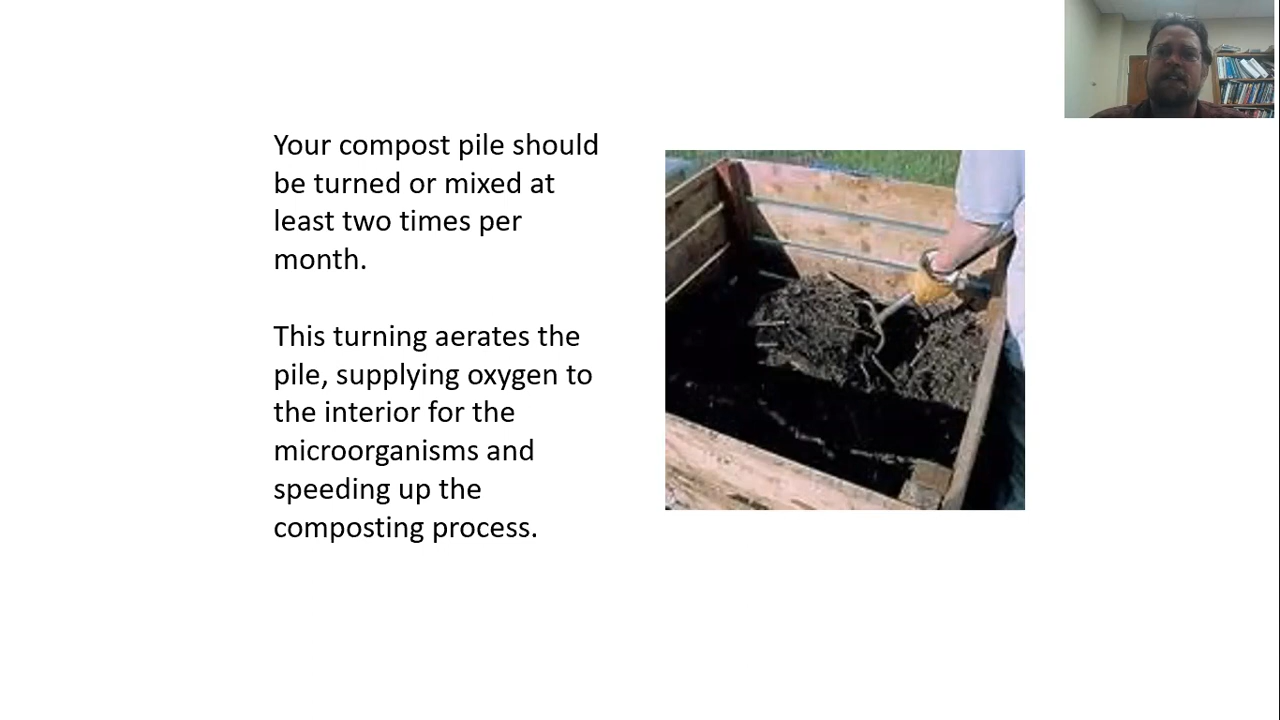 Your compost pile should
be turned or mixed at
least two times per
month.
This turning aerates the
pile, supplying oxygen to
the interior for the
microorganisms and
speeding up the
composting process.